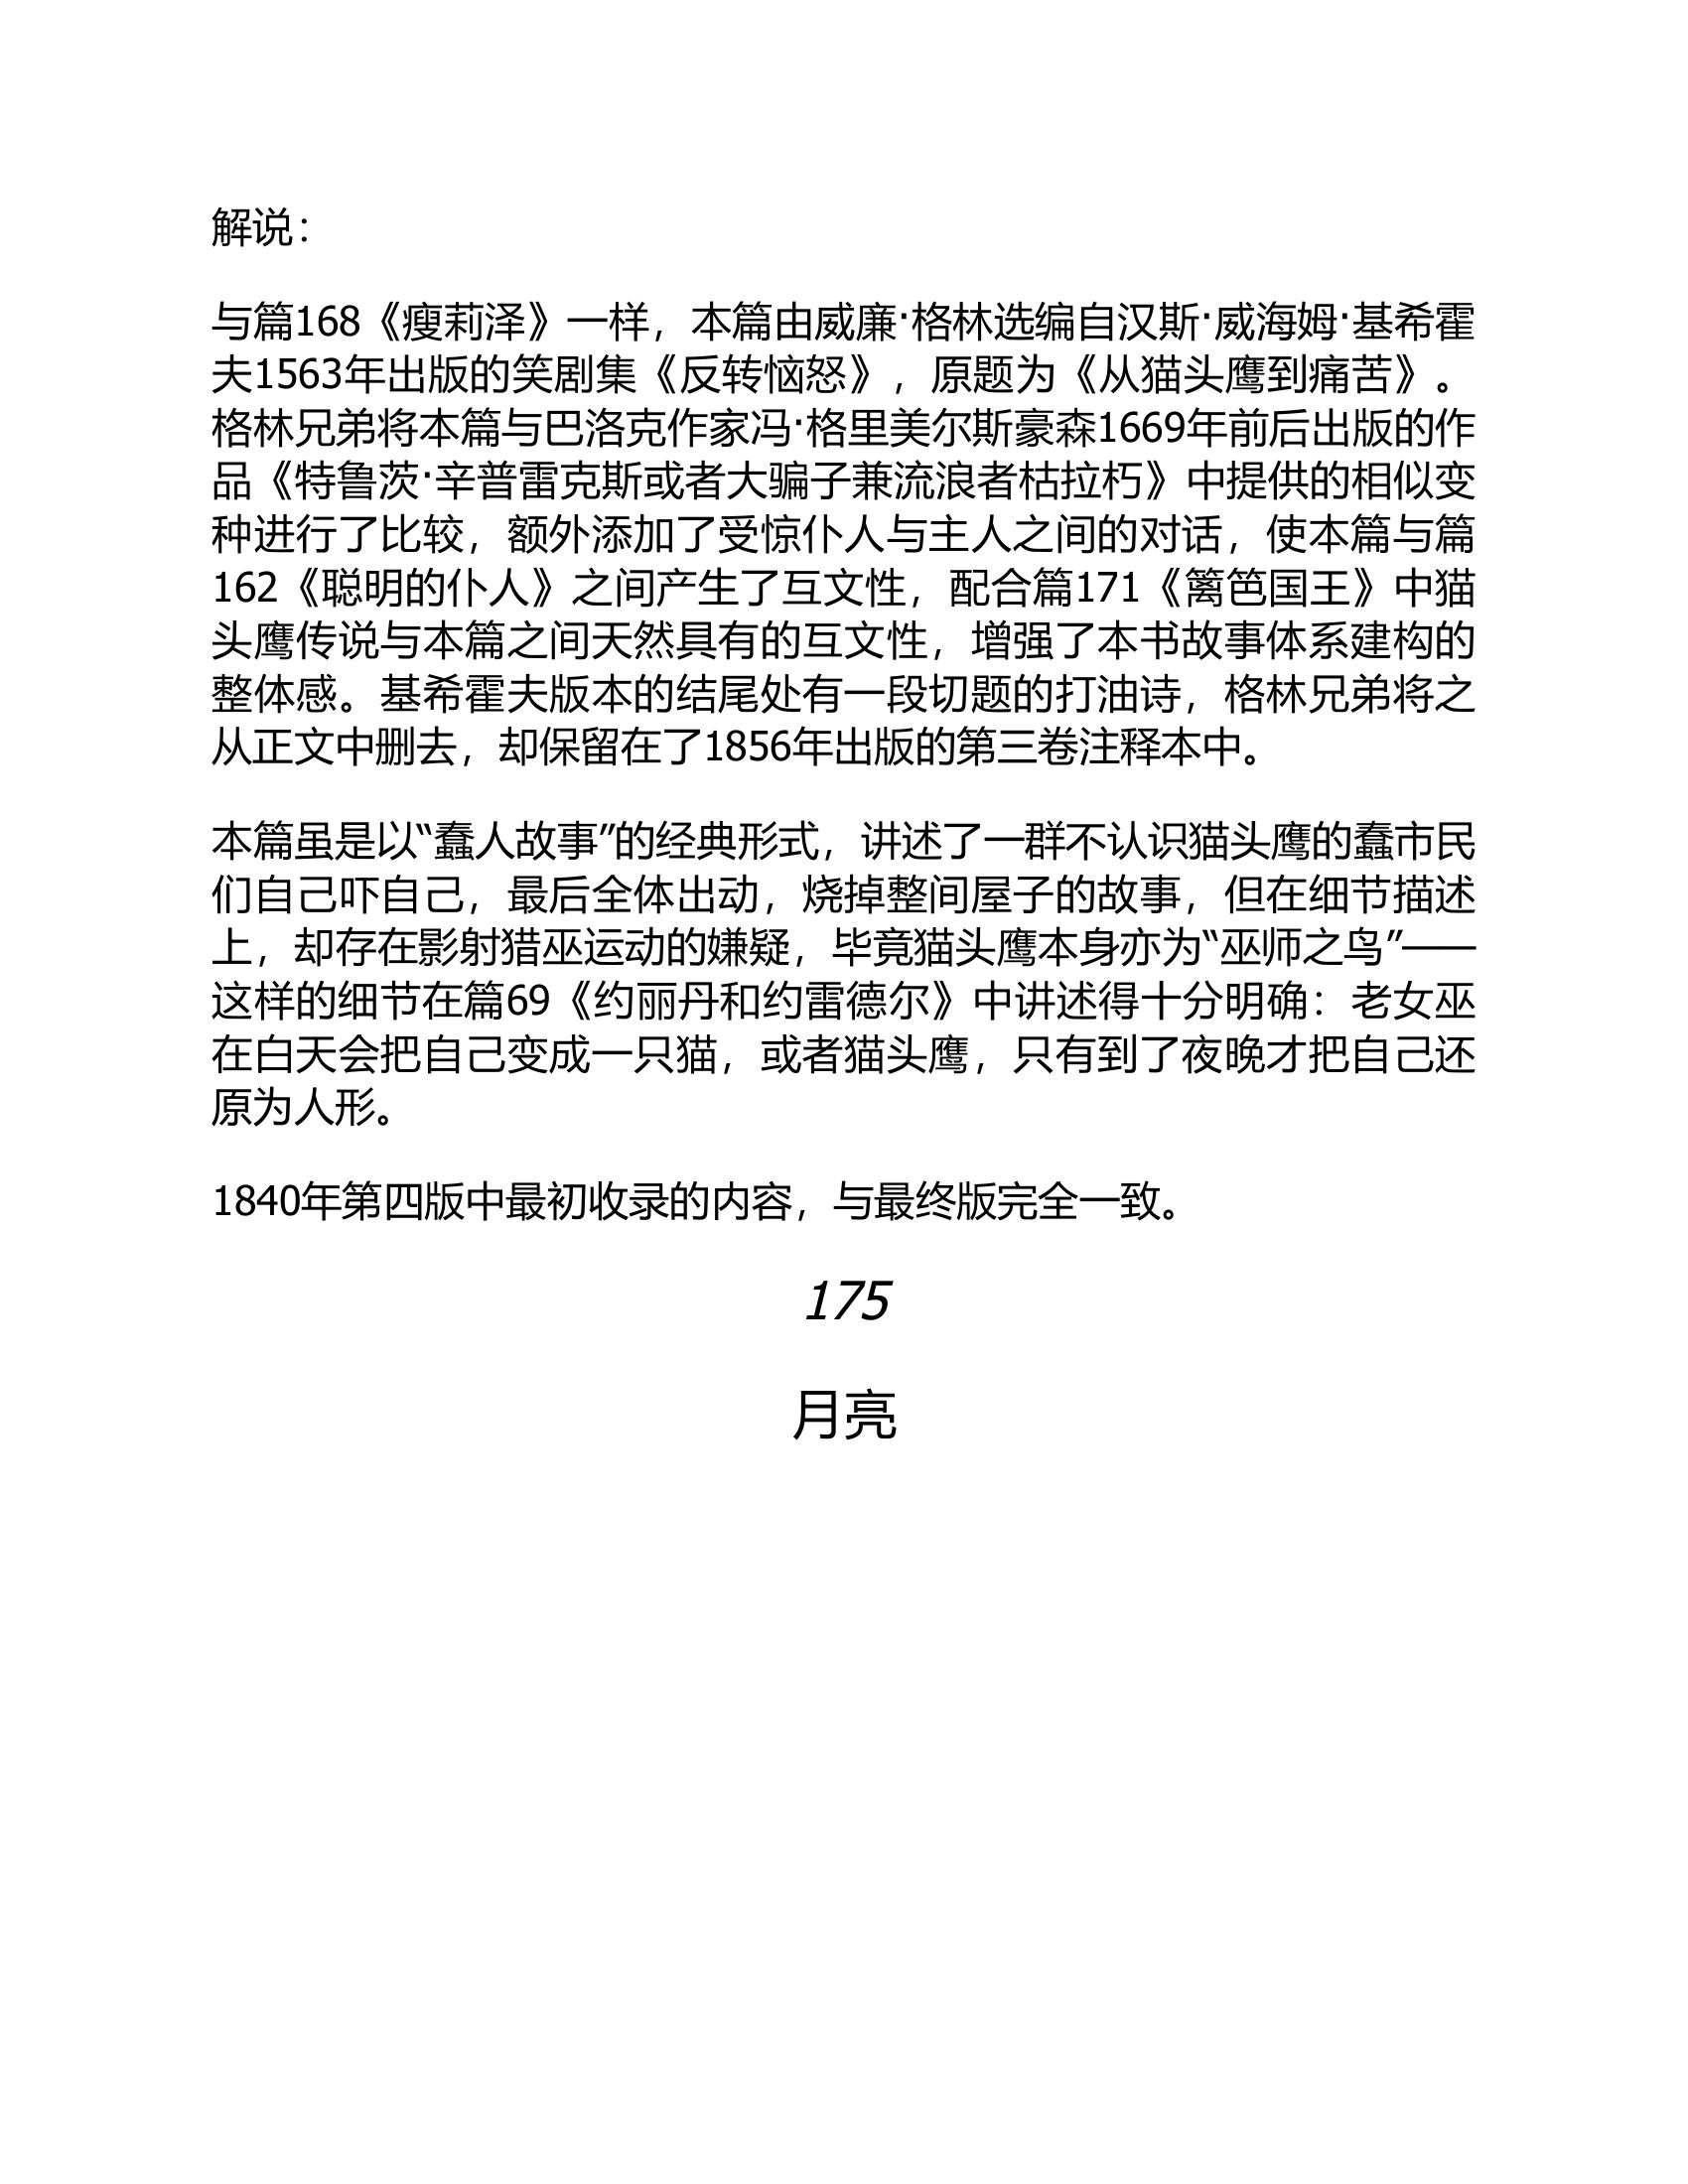 解说：
与篇168《瘦莉泽》一样，本篇由威廉·格林选编自汉斯·威海姆·基希霍
夫1563年出版的笑剧集《反转恼怒》，原题为《从猫头鹰到痛苦》。
格林兄弟将本篇与巴洛克作家冯·格里美尔斯豪森1669年前后出版的作
品《特鲁茨·辛普雷克斯或者大骗子兼流浪者枯拉朽》中提供的相似变
种进行了比较，额外添加了受惊仆人与主人之间的对话，使本篇与篇
162《聪明的仆人》之间产生了互文性，配合篇171《篱笆国王》中猫
头鹰传说与本篇之间天然具有的互文性，增强了本书故事体系建构的
整体感。基希霍夫版本的结尾处有一段切题的打油诗，格林兄弟将之
从正文中删去，却保留在了1856年出版的第三卷注释本中。
本篇虽是以“蠢人故事”的经典形式，讲述了一群不认识猫头鹰的蠢市民
们自己吓自己，最后全体出动，烧掉整间屋子的故事，但在细节描述
上，却存在影射猎巫运动的嫌疑，毕竟猫头鹰本身亦为“巫师之鸟”——
这样的细节在篇69《约丽丹和约雷德尔》中讲述得十分明确：老女巫
在白天会把自己变成一只猫，或者猫头鹰，只有到了夜晚才把自己还
原为人形。
1840年第四版中最初收录的内容，与最终版完全一致。
175
月亮